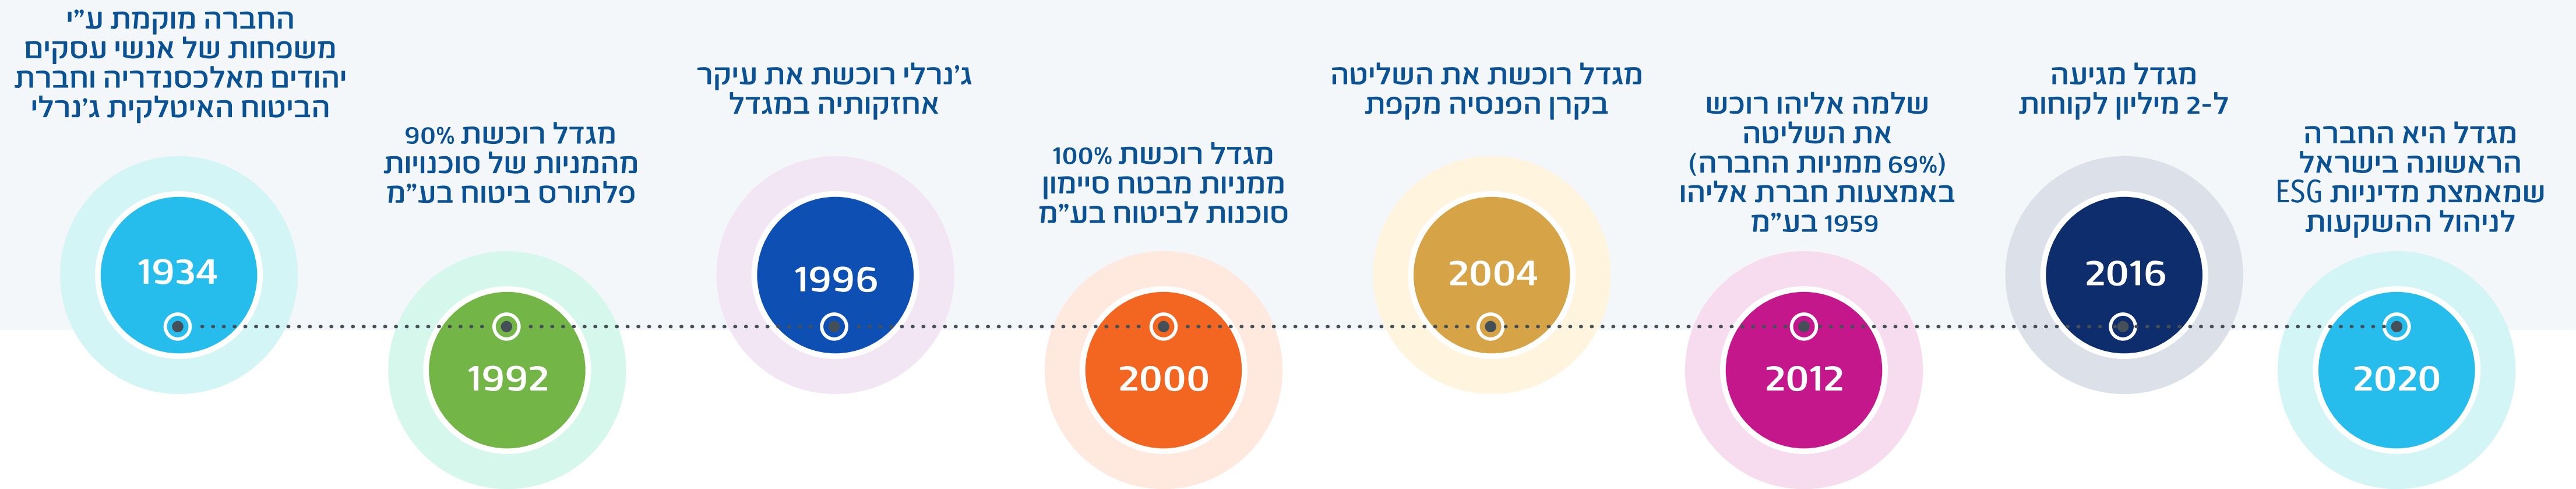 החברה מוקמת ע"י
משפחות של אנשי עסקים
יהודים מאלכסנדריה וחברת
הביטוח האיטלקית ג'נרלי
1934
מגדל רוכשת 90%
מהמניות של סוכנויות
פלתורס ביטוח בע"מ
1992
ג'נרלי רוכשת את עיקר
אחזקותיה במגדל
1996
מגדל רוכשת 100%
ממניות מבטח סיימון
סוכנות לביטוח בע"מ
2000
מגדל רוכשת את השליטה
בקרן הפנסיה מקפת
2004
שלמה אליהו רוכש
את השליטה
(69% ממניות החברה)
באמצעות חברת אליהו
1959 בע"מ
2012
מגדל מגיעה
ל-2 מיליון לקוחות
2016
מגדל היא החברה
הראשונה בישראל
שמאמצת מדיניות ESG
לניהול ההשקעות
2020